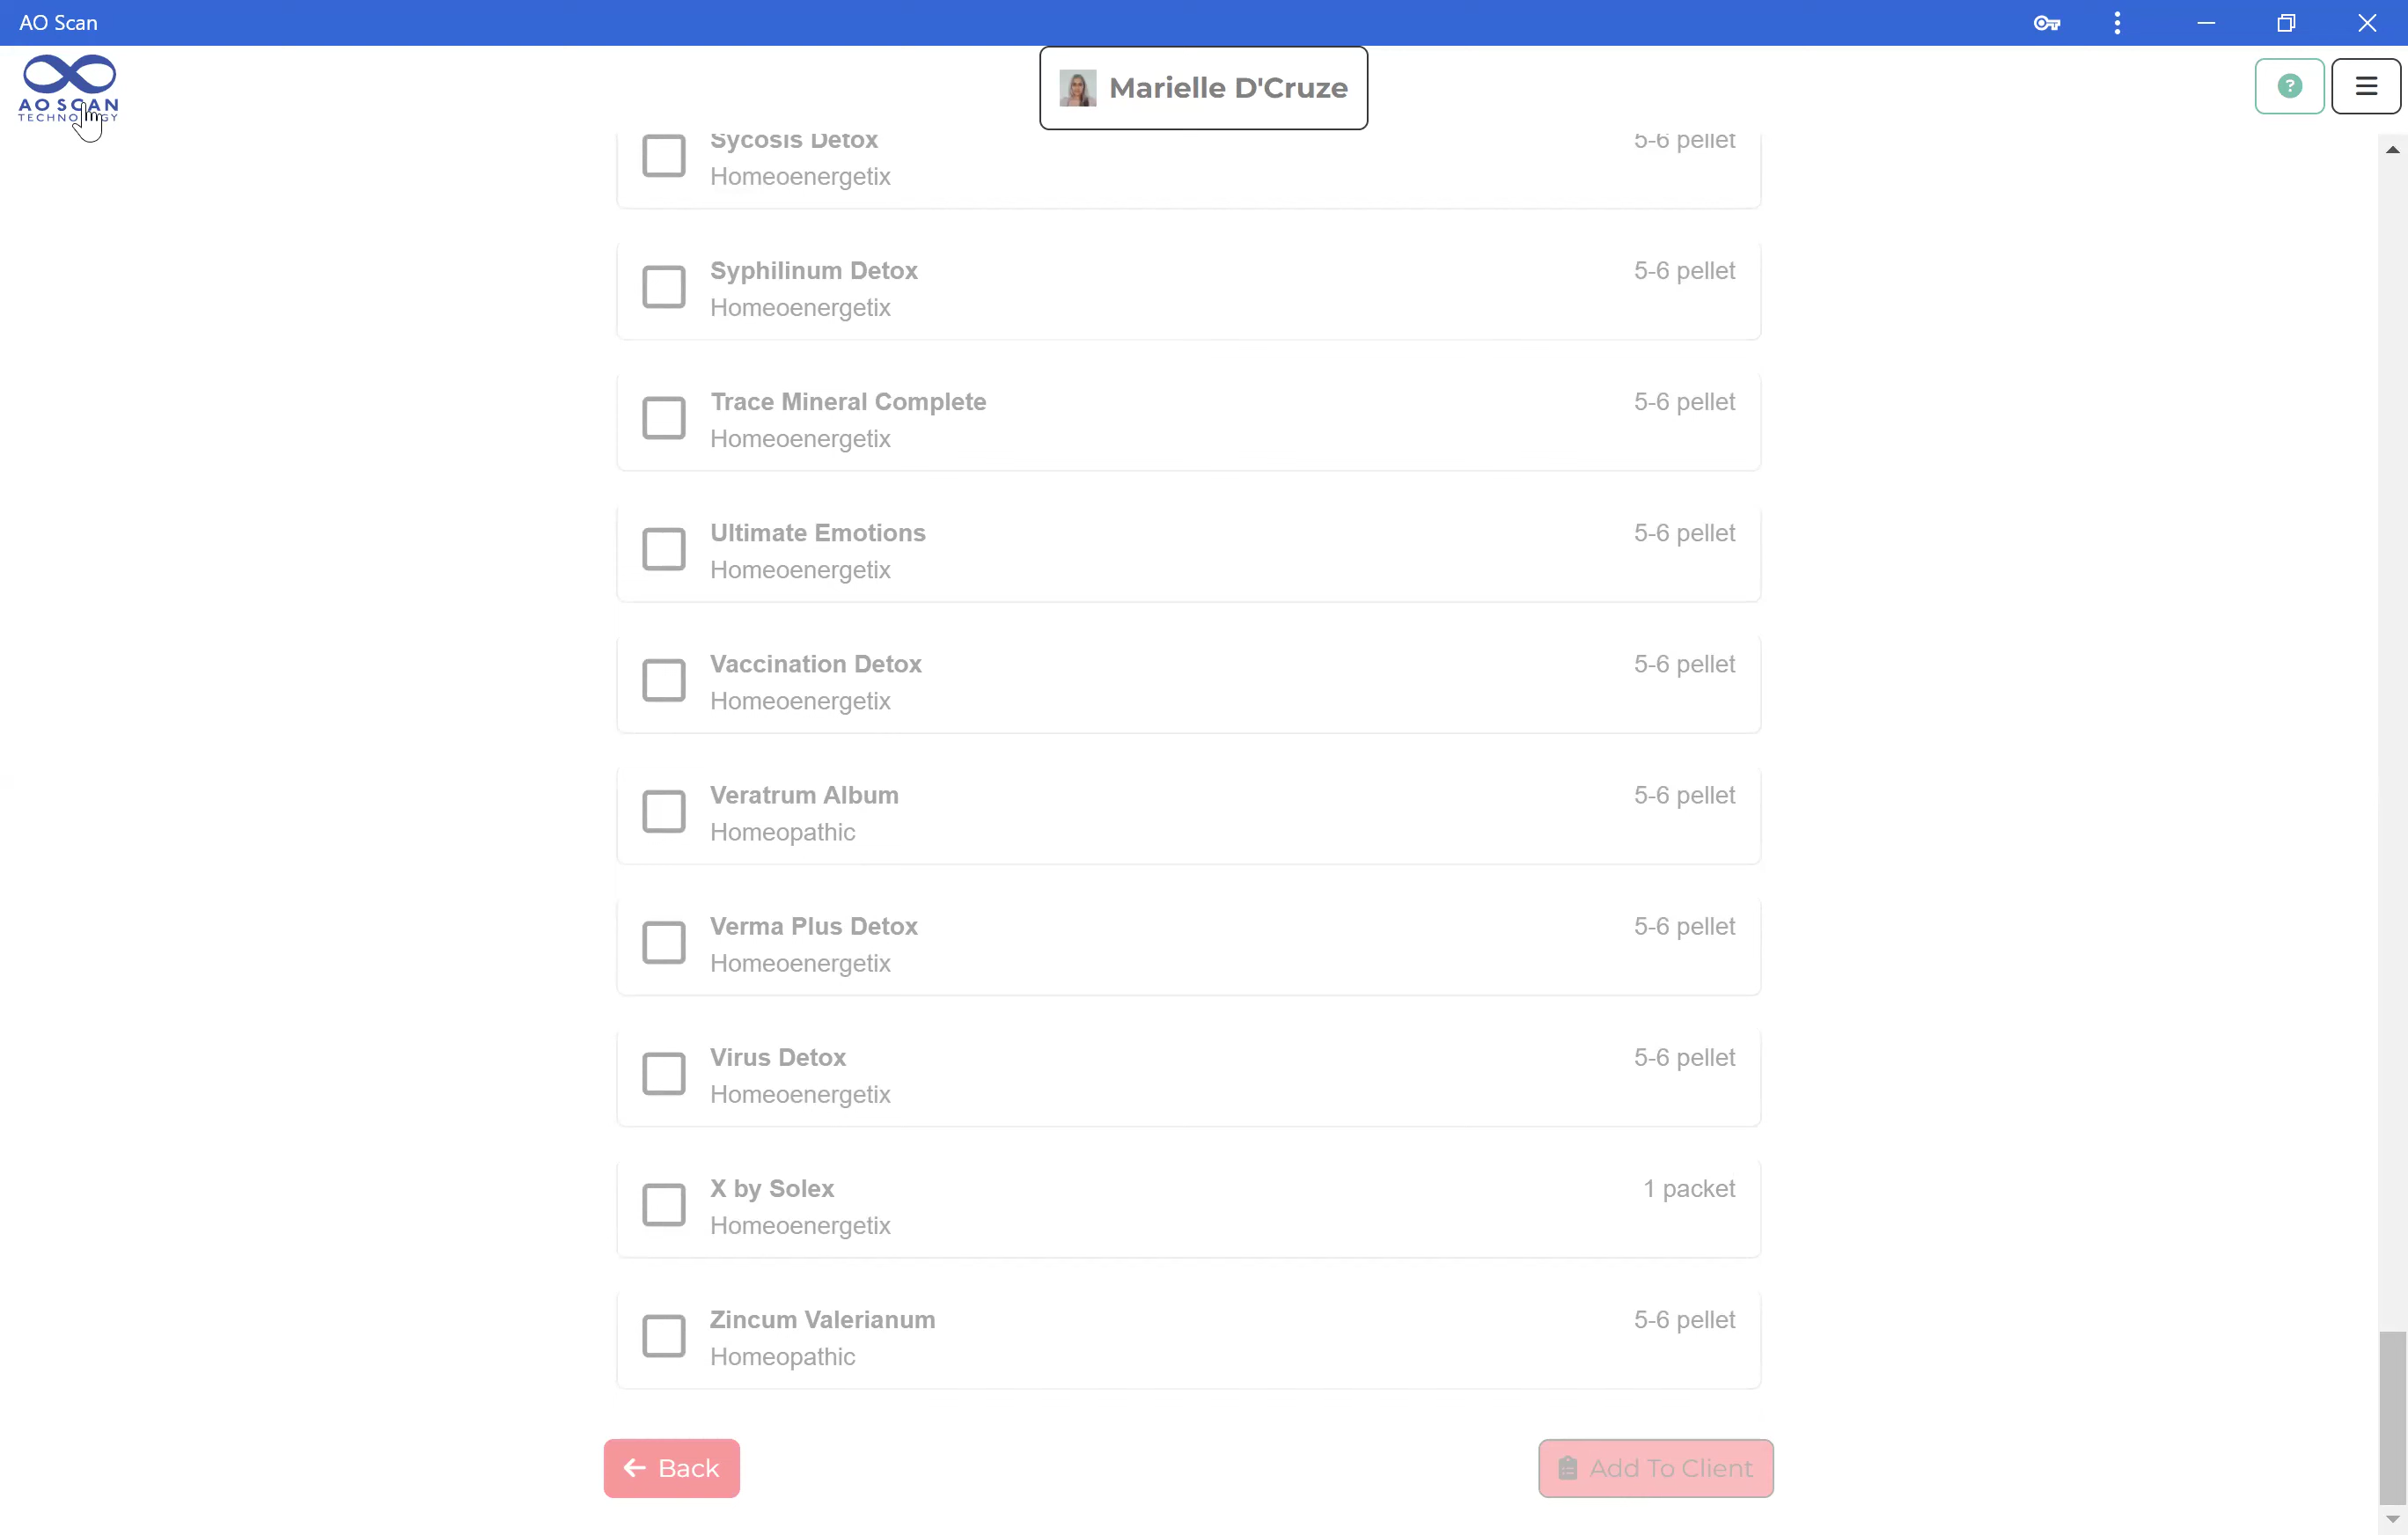 AO Scan
AO SCAN
TECHNOLOGY
Marielle D'Cruze
?
Sycosis Detox
5-6 pellet
Homeoenergetix
Syphilinum Detox
5-6 pellet
Homeoenergetix
Trace Mineral Complete
5-6 pellet
Homeoenergetix
Ultimate Emotions
5-6 pellet
Homeoenergetix
Vaccination Detox
5-6 pellet
Homeoenergetix
Veratrum Album
5-6 pellet
Homeopathic
Verma Plus Detox
5-6 pellet
Homeoenergetix
Virus Detox
5-6 pellet
Homeoenergetix
X by Solex
1 packet
Homeoenergetix
Zincum Valerianum
5-6 pellet
Homeopathic
Back
Add To Client